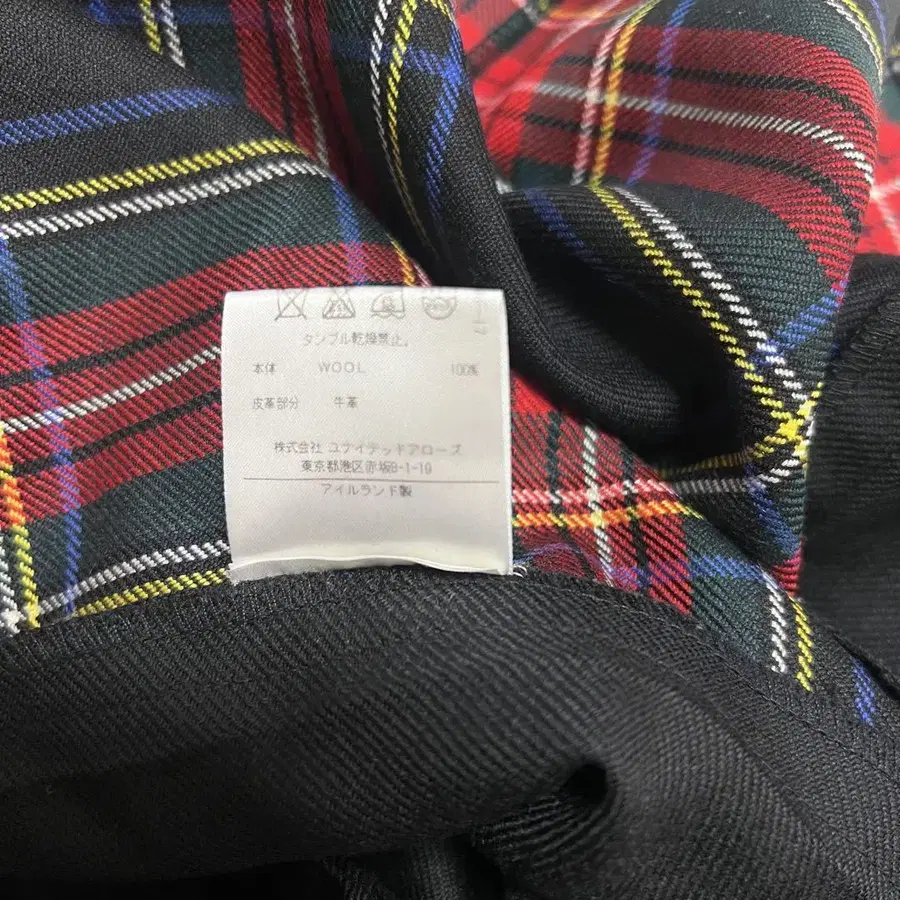 タンブル乾燥禁止。
本体 WOOL 100%
皮革部分 牛革
株式会社 ユナイテッドアローズ
東京都港区赤坂8-1-19
アイルランド製